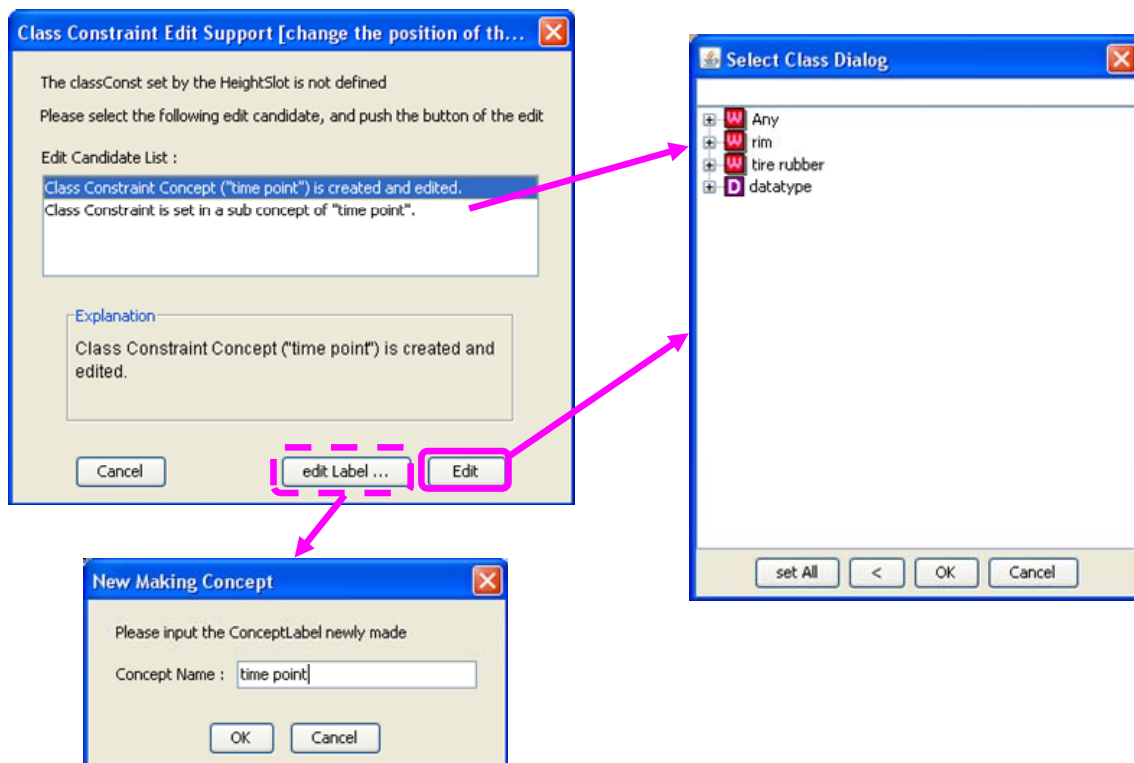 Class Constraint Edit Support [change the position of th...
The classConst set by the HeightSlot is not defined
Please select the following edit candidate, and push the button of the edit
Edit Candidate List :
Class Constraint Concept ("time point") is created and edited.
Class Constraint is set in a sub concept of "time point".
Explanation
Class Constraint Concept ("time point") is created and
edited.
Cancel
edit Label ...
Edit
Select Class Dialog
W Any
W rim
W tire rubber
D datatype
set All
<
OK
Cancel
New Making Concept
Please input the ConceptLabel newly made
Concept Name : time point
OK
Cancel